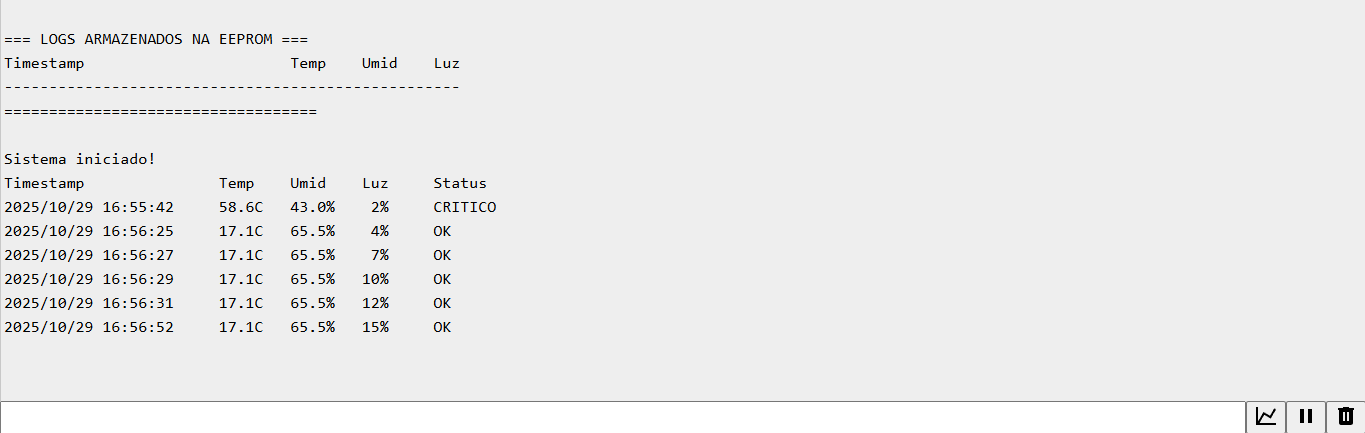 === LOGS ARMAZENADOS NA EEPROM ===
Timestamp                       Temp    Umid    Luz
---------------------------------------------------
===================================
Sistema iniciado!
Timestamp               Temp    Umid    Luz     Status
2025/10/29 16:55:42     58.6C   43.0%    2%     CRITICO
2025/10/29 16:56:25     17.1C   65.5%    4%     OK
2025/10/29 16:56:27     17.1C   65.5%    7%     OK
2025/10/29 16:56:29     17.1C   65.5%   10%     OK
2025/10/29 16:56:31     17.1C   65.5%   12%     OK
2025/10/29 16:56:52     17.1C   65.5%   15%     OK